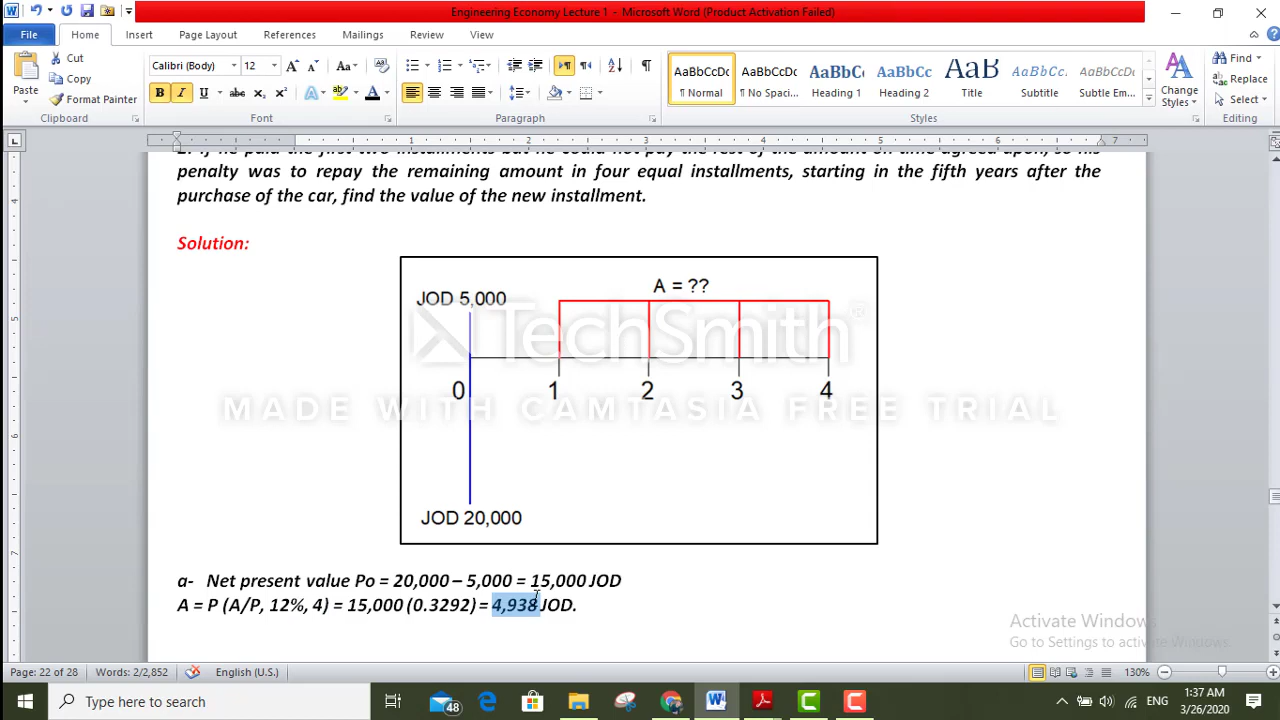 Engineering Economy Lecture 1 - Microsoft Word (Product Activation Failed)
File Home Insert Page Layout References Mailings Review View
Paste
Cut
Copy
Format Painter
Clipboard
Calibri (Body) 12
Font
Paragraph
AaBbCcDc AaBbCcDc AaBbC AaBbCc AaB AaBbCc. AaBbCcDc
¶ Normal ¶ No Spaci... Heading 1 Heading 2 Title Subtitle Subtle Em...
Change Styles
Styles
Find
Replace
Select
Editing
penalty was to repay the remaining amount in four equal installments, starting in the fifth years after the
purchase of the car, find the value of the new installment.
Solution:
A = ??
JOD 5,000
TechSmith
0 1 2 3 4
MADE WITH CAMTASIA FREE TRIAL
JOD 20,000
a- Net present value Po = 20,000 – 5,000 = 15,000 JOD
A = P (A/P, 12%, 4) = 15,000 (0.3292) = 4,938 JOD.
Activate Windows
Go to Settings to activate Windows.
Page: 22 of 28 Words: 2/2,852 English (U.S.) 130%
Type here to search
48
ENG
1:37 AM
3/26/2020